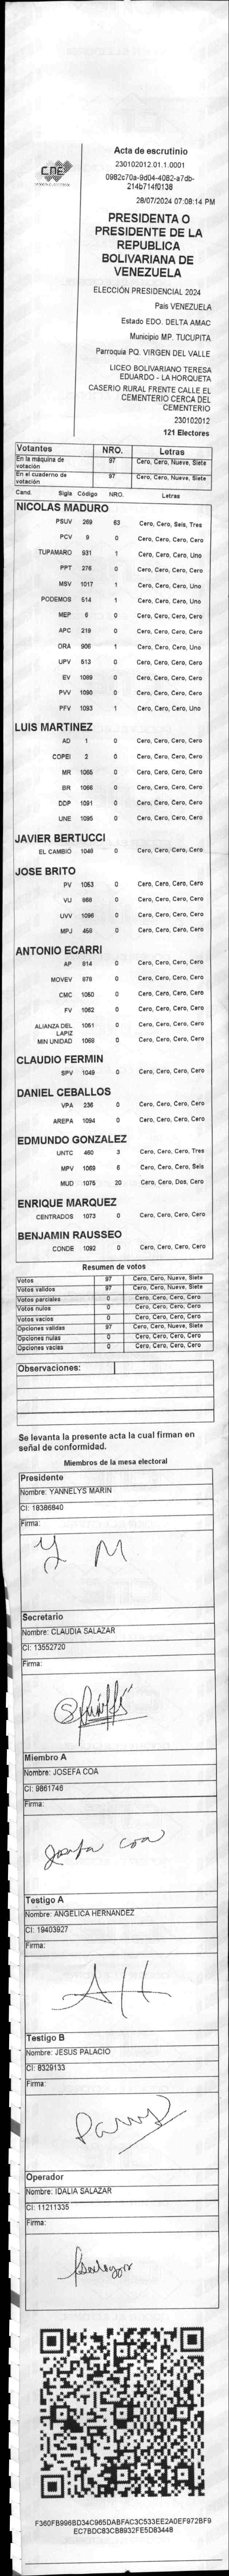 CNE
Acta de escrutinio
230102012.01.1.0001
0982c70a-9d04-4082-a7db-
214b714f0138
28/07/2024 07:08:14 PM
PRESIDENTA O
PRESIDENTE DE LA
REPUBLICA
BOLIVARIANA DE
VENEZUELA
ELECCIÓN PRESIDENCIAL 2024
Pais VENEZUELA
Estado EDO. DELTA AMAC
Municipio MP. TUCUPITA
Parroquia PQ. VIRGEN DEL VALLE
LICEO BOLIVARIANO TERESA
EDUARDO - LA HORQUETA
CASERIO RURAL FRENTE CALLE EL
CEMENTERIO CERCA DEL
CEMENTERIO
230102012
121 Electores
Votantes NRO. Letras
En la máquina de votación 97 Cero, Cero, Nueve, Siete
En el cuaderno de votación 97 Cero, Cero, Nueve, Siete
Cand. Sigla Código NRO. Letras
NICOLAS MADURO
PSUV 269 63 Cero, Cero, Seis, Tres
PCV 9 0 Cero, Cero, Cero, Cero
TUPAMARO 931 1 Cero, Cero, Cero, Uno
PPT 276 0 Cero, Cero, Cero, Cero
MSV 1017 1 Cero, Cero, Cero, Uno
PODEMOS 514 1 Cero, Cero, Cero, Uno
MEP 6 0 Cero, Cero, Cero, Cero
APC 219 0 Cero, Cero, Cero, Cero
ORA 906 1 Cero, Cero, Cero, Uno
UPV 513 0 Cero, Cero, Cero, Cero
EV 1089 0 Cero, Cero, Cero, Cero
PVV 1090 0 Cero, Cero, Cero, Cero
PFV 1093 1 Cero, Cero, Cero, Uno
LUIS MARTINEZ
AD 1 0 Cero, Cero, Cero, Cero
COPEI 2 0 Cero, Cero, Cero, Cero
MR 1065 0 Cero, Cero, Cero, Cero
BR 1066 0 Cero, Cero, Cero, Cero
DDP 1091 0 Cero, Cero, Cero, Cero
UNE 1095 0 Cero, Cero, Cero, Cero
JAVIER BERTUCCI
EL CAMBIO 1046 0 Cero, Cero, Cero, Cero
JOSE BRITO
PV 1053 0 Cero, Cero, Cero, Cero
VU 868 0 Cero, Cero, Cero, Cero
UVV 1096 0 Cero, Cero, Cero, Cero
MPJ 458 0 Cero, Cero, Cero, Cero
ANTONIO ECARRI
AP 914 0 Cero, Cero, Cero, Cero
MOVEV 978 0 Cero, Cero, Cero, Cero
CMC 1050 0 Cero, Cero, Cero, Cero
FV 1052 0 Cero, Cero, Cero, Cero
ALIANZA DEL LAPIZ 1051 0 Cero, Cero, Cero, Cero
MIN UNIDAD 1068 0 Cero, Cero, Cero, Cero
CLAUDIO FERMIN
SPV 1049 0 Cero, Cero, Cero, Cero
DANIEL CEBALLOS
VPA 236 0 Cero, Cero, Cero, Cero
AREPA 1094 0 Cero, Cero, Cero, Cero
EDMUNDO GONZALEZ
UNTC 460 3 Cero, Cero, Cero, Tres
MPV 1069 6 Cero, Cero, Cero, Seis
MUD 1075 20 Cero, Cero, Dos, Cero
ENRIQUE MARQUEZ
CENTRADOS 1073 0 Cero, Cero, Cero, Cero
BENJAMIN RAUSSEO
CONDE 1092 0 Cero, Cero, Cero, Cero
Resumen de votos
Votos 97 Cero, Cero, Nueve, Siete
Votos validos 97 Cero, Cero, Nueve, Siete
Votos parciales 0 Cero, Cero, Cero, Cero
Votos nulos 0 Cero, Cero, Cero, Cero
Votos vacios 0 Cero, Cero, Cero, Cero
Opciones validas 97 Cero, Cero, Nueve, Siete
Opciones nulas 0 Cero, Cero, Cero, Cero
Opciones vacias 0 Cero, Cero, Cero, Cero
Observaciones:
Se levanta la presente acta la cual firman en
señal de conformidad.
Miembros de la mesa electoral
Presidente
Nombre: YANNELYS MARIN
CI: 18386840
Firma:
Y M
Secretario
Nombre: CLAUDIA SALAZAR
CI: 13552720
Firma:
Miembro A
Nombre: JOSEFA COA
CI: 9861746
Firma:
Josefa Coa
Testigo A
Nombre: ANGELICA HERNANDEZ
CI: 19403927
Firma:
AH
Testigo B
Nombre: JESUS PALACIO
CI: 8329133
Firma:
Operador
Nombre: IDALIA SALAZAR
CI: 11211335
Firma:
F360FB996BD34C965DABFAC3C533EE2A0EF972BF9
EC7BDC83CB8932FE5D83448